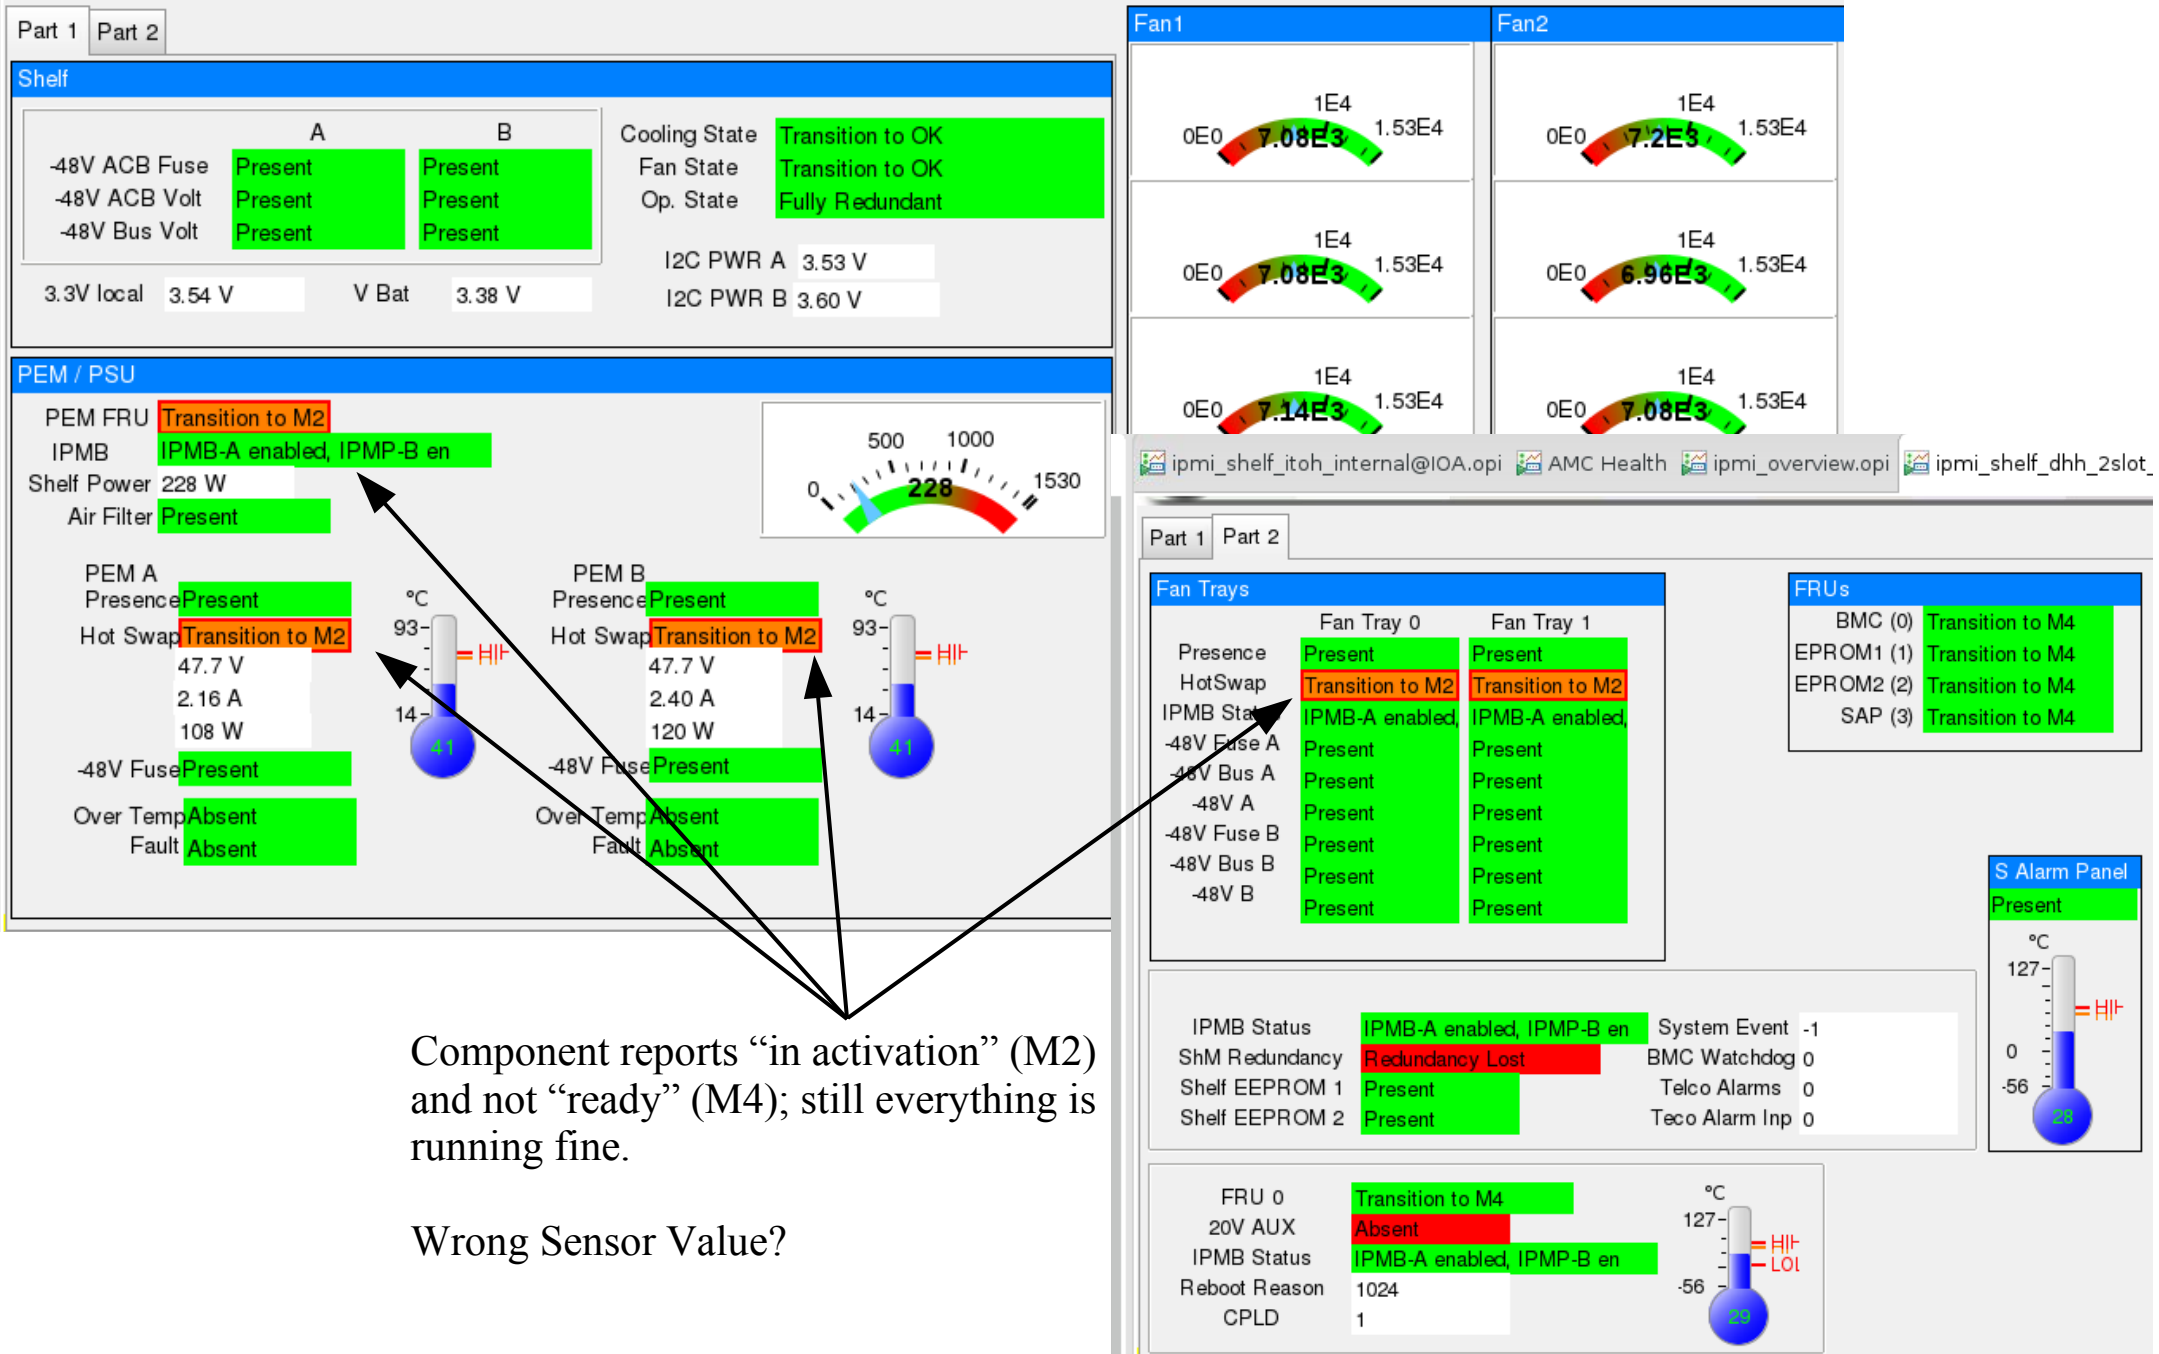 Part 1 Part 2
Shelf
A B
-48V ACB Fuse Present Present
-48V ACB Volt Present Present
-48V Bus Volt Present Present
Cooling State Transition to OK
Fan State Transition to OK
Op. State Fully Redundant
I2C PWR A 3.53 V
I2C PWR B 3.60 V
3.3V local 3.54 V V Bat 3.38 V
PEM / PSU
PEM FRU Transition to M2
IPMB IPMB-A enabled, IPMP-B en
Shelf Power 228 W
Air Filter Present
0 500 1000 1530
228
PEM A
Presence Present
Hot Swap Transition to M2
47.7 V
2.16 A
108 W
-48V Fuse Present
Over Temp Absent
Fault Absent
°C
93
14
41
PEM B
Presence Present
Hot Swap Transition to M2
47.7 V
2.40 A
120 W
-48V Fuse Present
Over Temp Absent
Fault Absent
°C
93
14
41
Fan1 Fan2
0E0 1E4 1.53E4 7.08E3
0E0 1E4 1.53E4 7.2E3
0E0 1E4 1.53E4 7.08E3
0E0 1E4 1.53E4 6.96E3
0E0 1E4 1.53E4 7.14E3
0E0 1E4 1.53E4 7.08E3
ipmi_shelf_itoh_internal@IOA.opi AMC Health ipmi_overview.opi ipmi_shelf_dhh_2slot_
Part 1 Part 2
Fan Trays
Fan Tray 0 Fan Tray 1
Presence Present Present
HotSwap Transition to M2 Transition to M2
IPMB Status IPMB-A enabled, IPMB-A enabled,
-48V Fuse A Present Present
-48V Bus A Present Present
-48V A Present Present
-48V Fuse B Present Present
-48V Bus B Present Present
-48V B Present Present
FRUs
BMC (0) Transition to M4
EPROM1 (1) Transition to M4
EPROM2 (2) Transition to M4
SAP (3) Transition to M4
S Alarm Panel
Present
°C
127
0
-56
28
IPMB Status IPMB-A enabled, IPMP-B en System Event -1
ShM Redundancy Redundancy Lost BMC Watchdog 0
Shelf EEPROM 1 Present Telco Alarms 0
Shelf EEPROM 2 Present Teco Alarm Inp 0
FRU 0 Transition to M4
20V AUX Absent
IPMB Status IPMB-A enabled, IPMP-B en
Reboot Reason 1024
CPLD 1
°C
127
-56
29
Component reports “in activation” (M2)
and not “ready” (M4); still everything is
running fine.
Wrong Sensor Value?